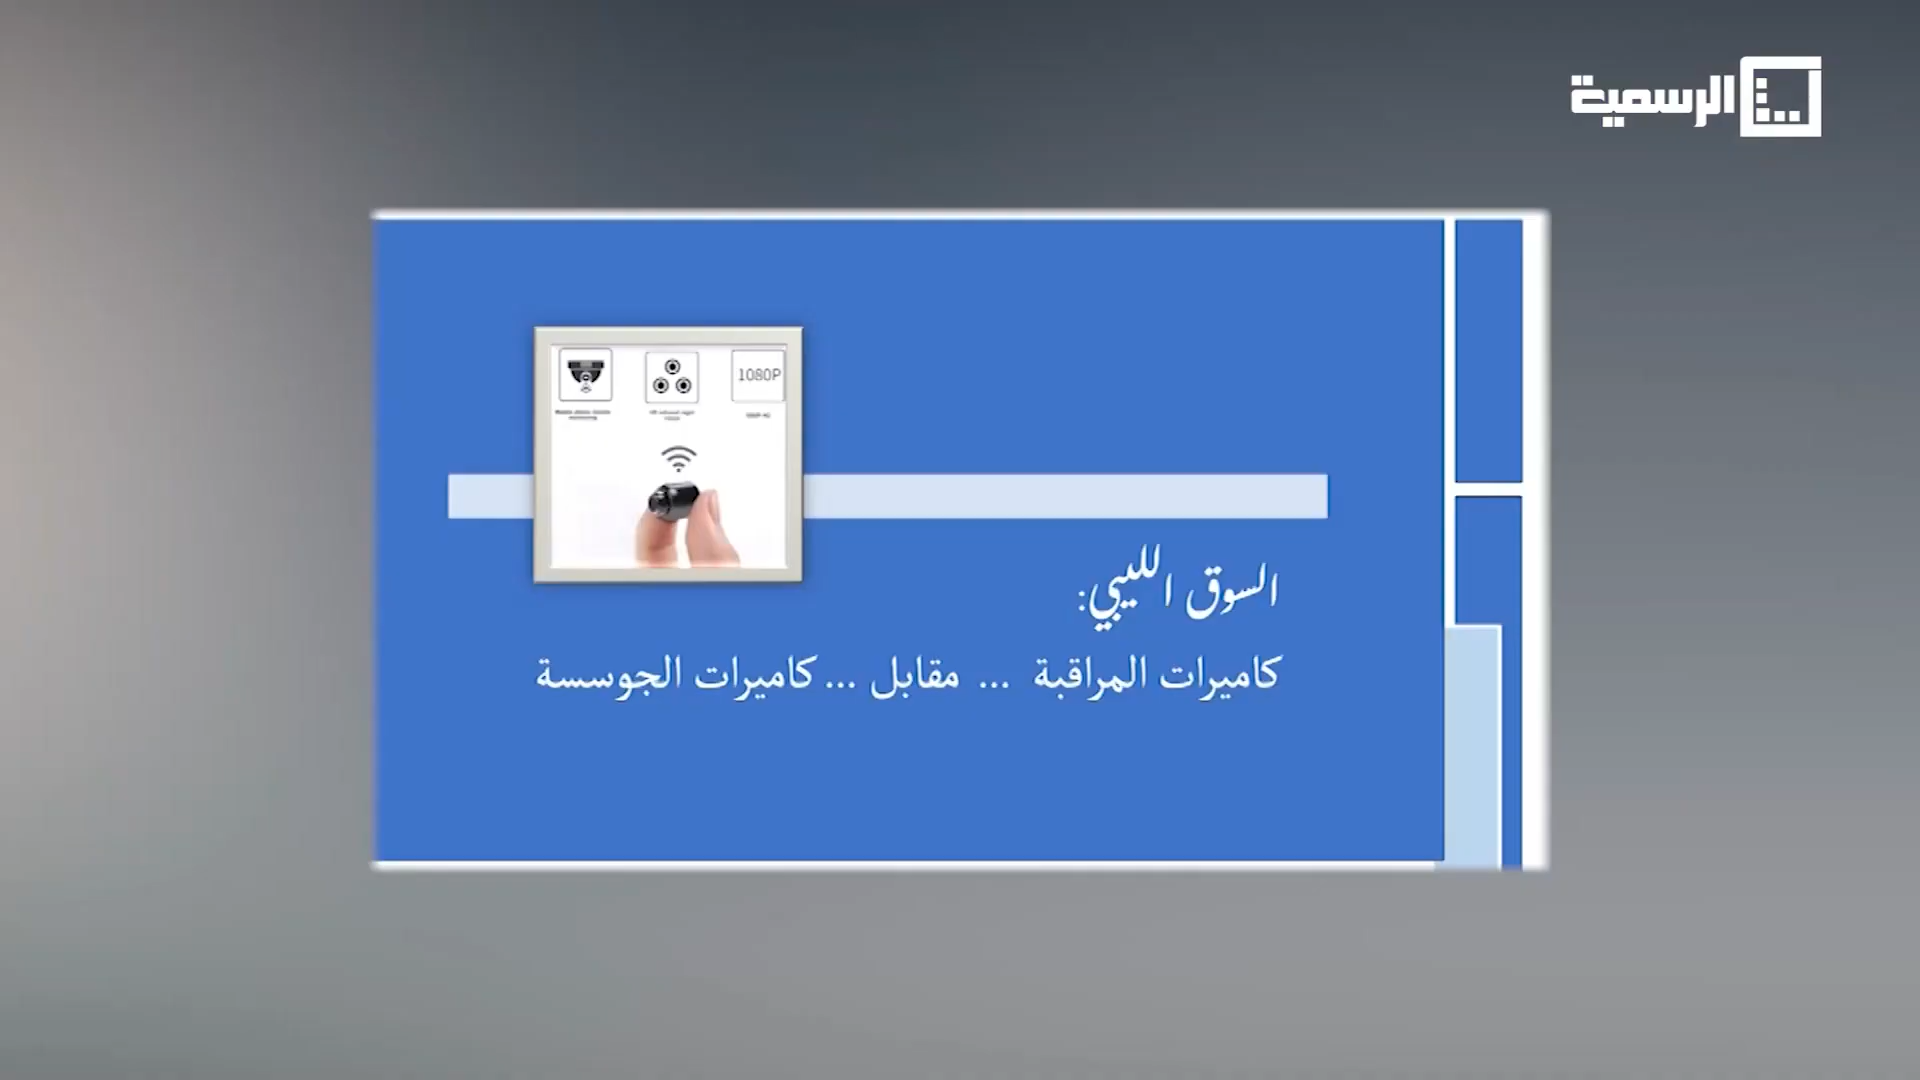 الرسمية
1080P
السوق الليبي:
كاميرات المراقبة ... مقابل ... كاميرات الجوسسة